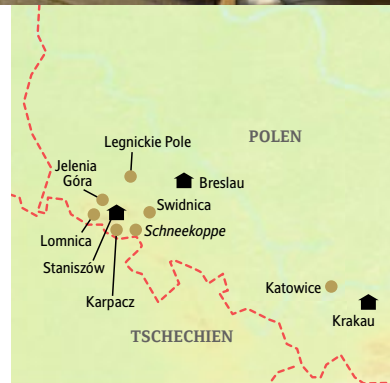 Legnickie Pole
POLEN
Jelenia
Góra
Breslau
Swidnica
Schneekoppe
Lomnica
Staniszów
Karpacz
Katowice
Krakau
TSCHECHIEN